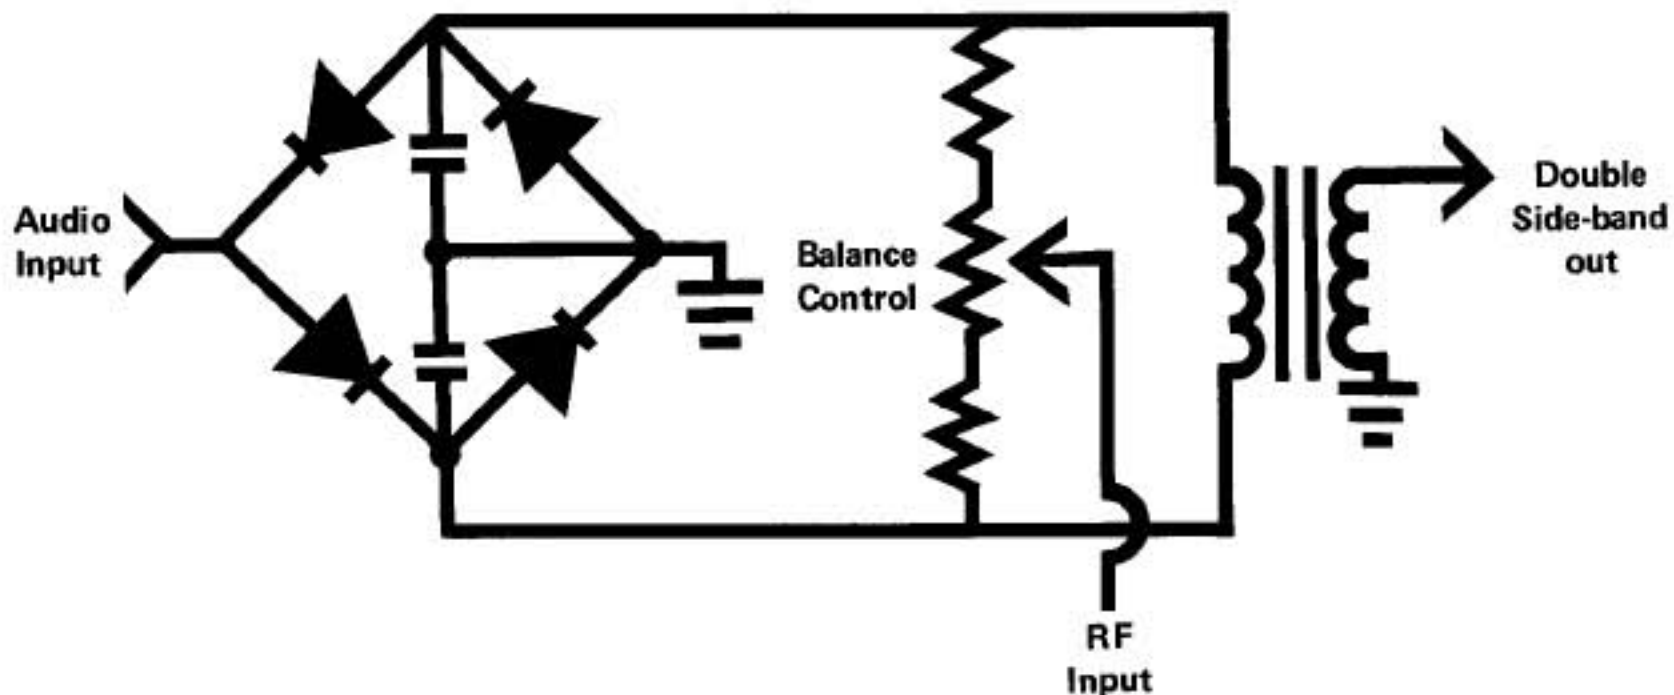 Audio
Input
Balance
Control
Double
Side-band
out
RF
Input